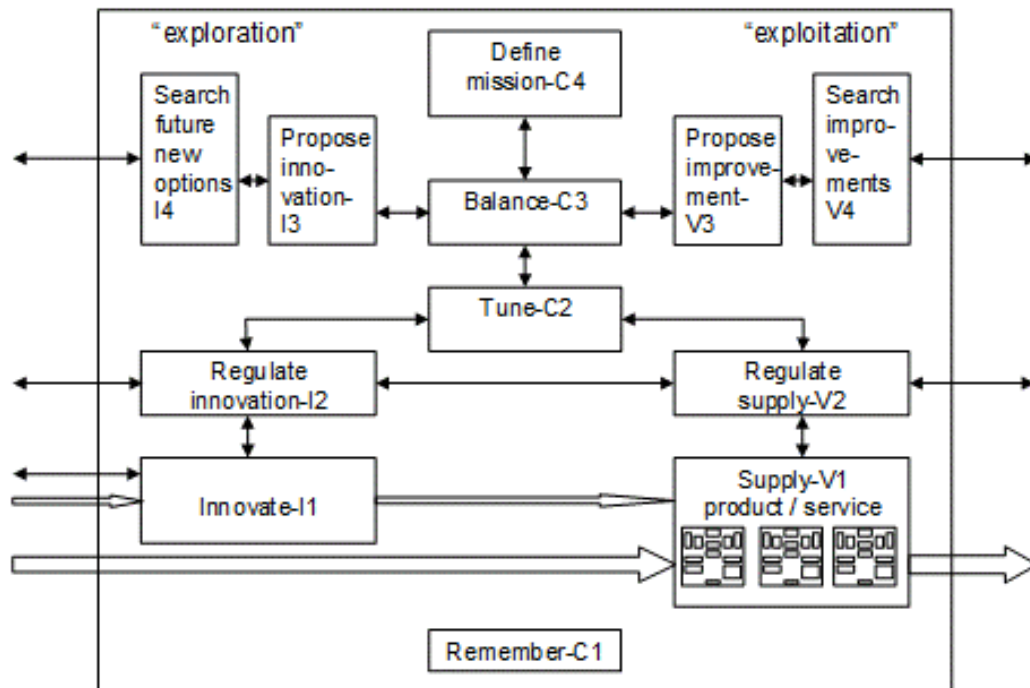 “exploration”
“exploitation”
Define
mission-C4
Search
future
new
options
I4
Propose
inno-
vation-
I3
Balance-C3
Propose
improve-
ment-
V3
Search
impro-
ve-
ments
V4
Tune-C2
Regulate
innovation-I2
Regulate
supply-V2
Innovate-I1
Supply-V1
product / service
Remember-C1